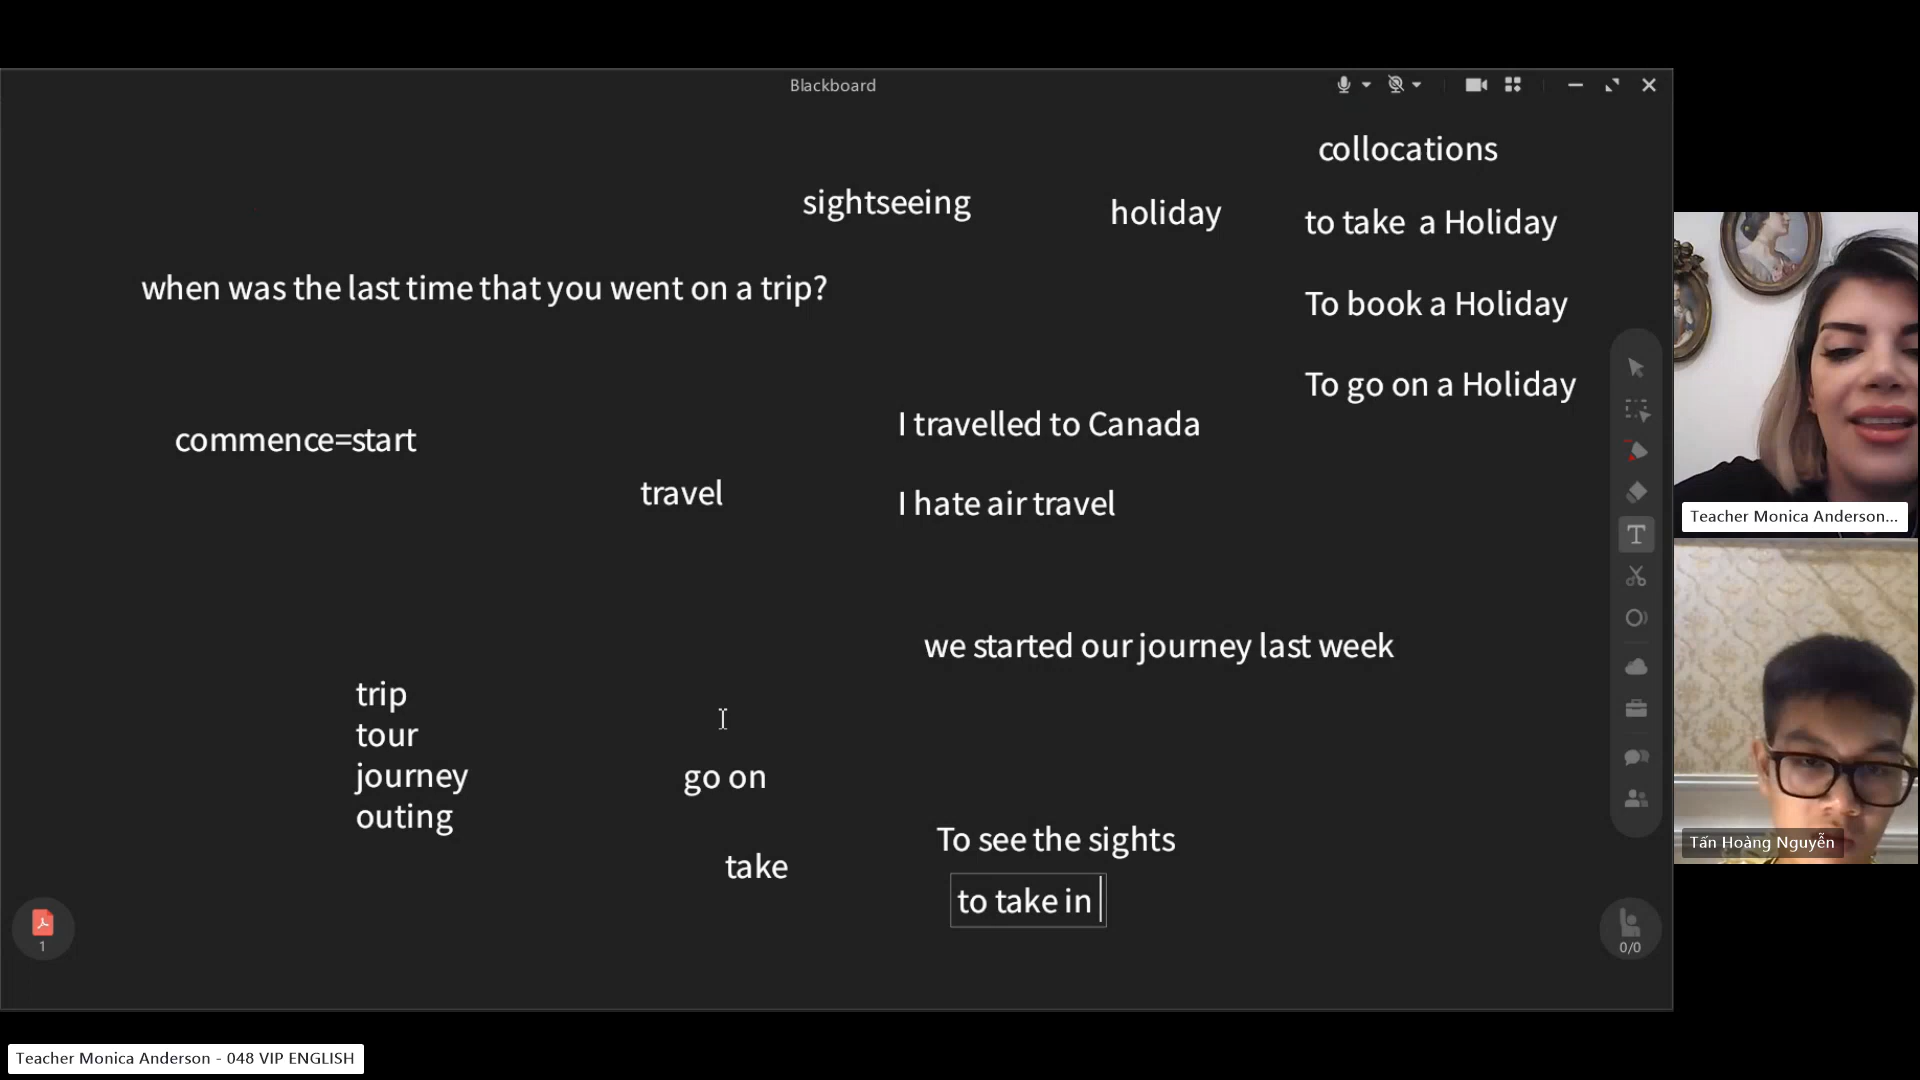 Blackboard
collocations
sightseeing
holiday
to take a Holiday
when was the last time that you went on a trip?
To book a Holiday
To go on a Holiday
I travelled to Canada
commence=start
travel
I hate air travel
Teacher Monica Anderson...
T
we started our journey last week
trip
tour
journey
outing
go on
take
To see the sights
to take in
Tấn Hoàng Nguyễn
1
0/0
Teacher Monica Anderson - 048 VIP ENGLISH